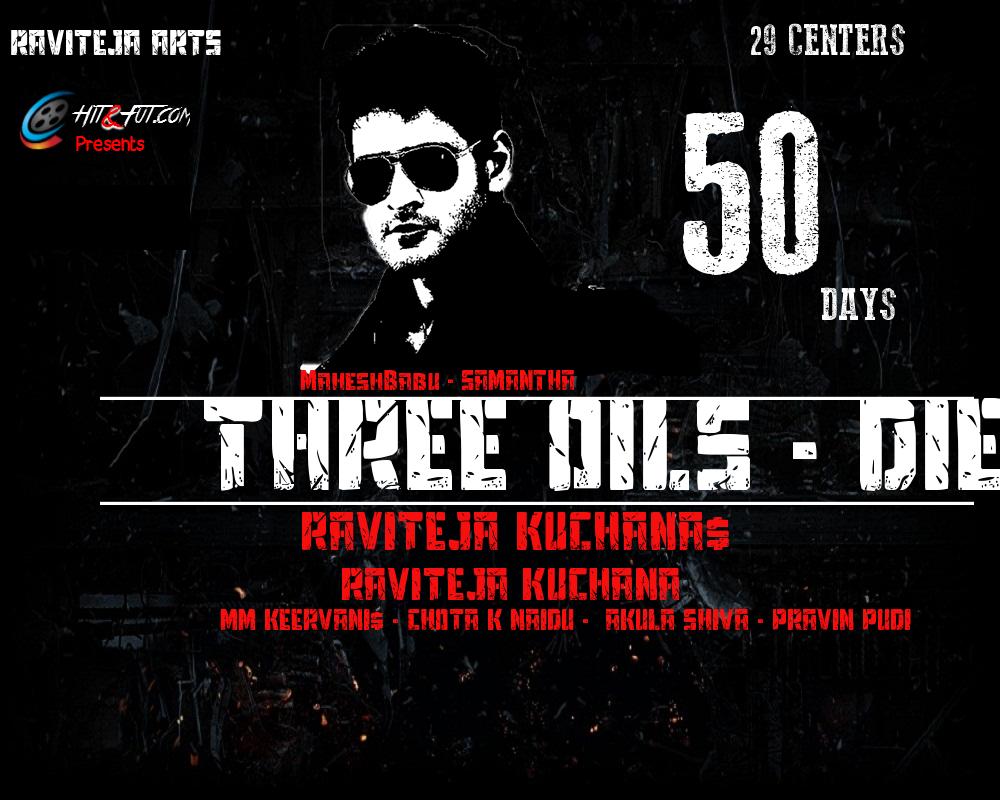 RAVITEJA ARTS
29 CENTERS
HIT&FUT.COM
Presents
50
DAYS
MAHESHBABU - SAMANTHA
THREE OILS - DIE
RAVITEJA KUCHANA$
RAVITEJA KUCHANA
MM KEERVANI$ - CHOTA K NAIDU - AKULA SHIVA - PRAVIN PUDI